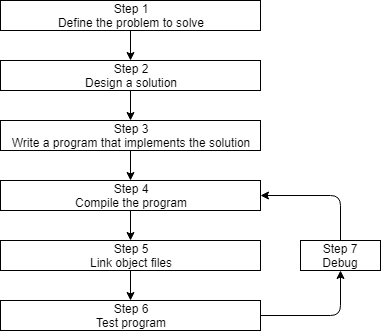 Step 1
Define the problem to solve
Step 2
Design a solution
Step 3
Write a program that implements the solution
Step 4
Compile the program
Step 5
Link object files
Step 7
Debug
Step 6
Test program